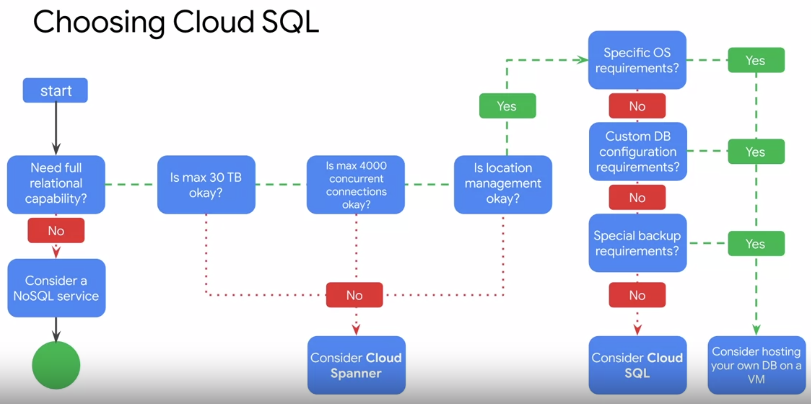 Choosing Cloud SQL
start
Need full
relational
capability?
No
Consider a
NoSQL service
Is max 30 TB
okay?
Is max 4000
concurrent
connections
okay?
Is location
management
okay?
No
Consider Cloud
Spanner
Yes
Specific OS
requirements?
Yes
No
Custom DB
configuration
requirements?
Yes
No
Special backup
requirements?
Yes
No
Consider Cloud
SQL
Consider hosting
your own DB on a
VM